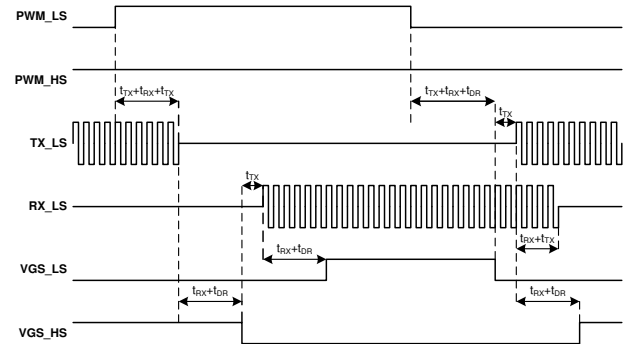 PWM_LS
PWM_HS
tTX+tRX+tTX
tTX+tRX+tDR
tTX
TX_LS
tTX
RX_LS
tRX+tTX
tRX+tDR
VGS_LS
tRX+tDR
tRX+tDR
VGS_HS